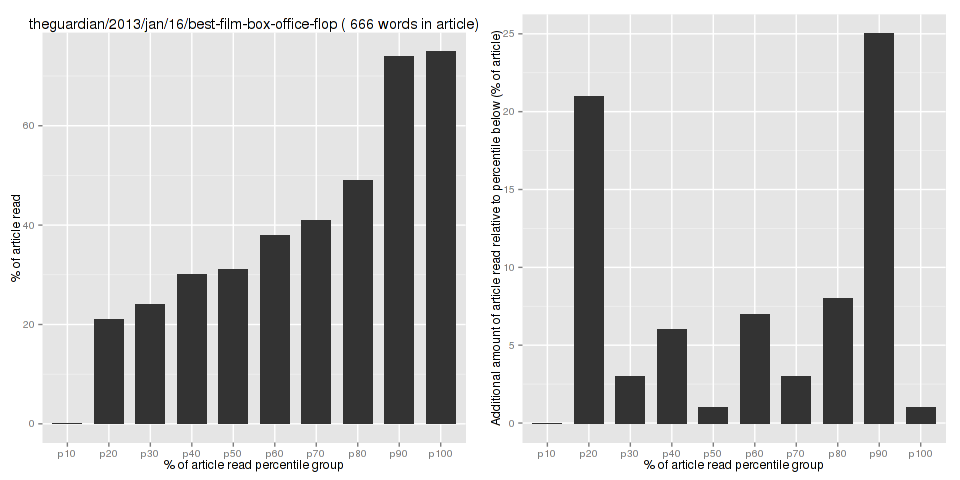 theguardian/2013/jan/16/best-film-box-office-flop ( 666 words in article)
% of article read
60
40
20
0
p10 p20 p30 p40 p50 p60 p70 p80 p90 p100
% of article read percentile group
Additional amount of article read relative to percentile below (% of article)
25
20
15
10
5
0
p10 p20 p30 p40 p50 p60 p70 p80 p90 p100
% of article read percentile group